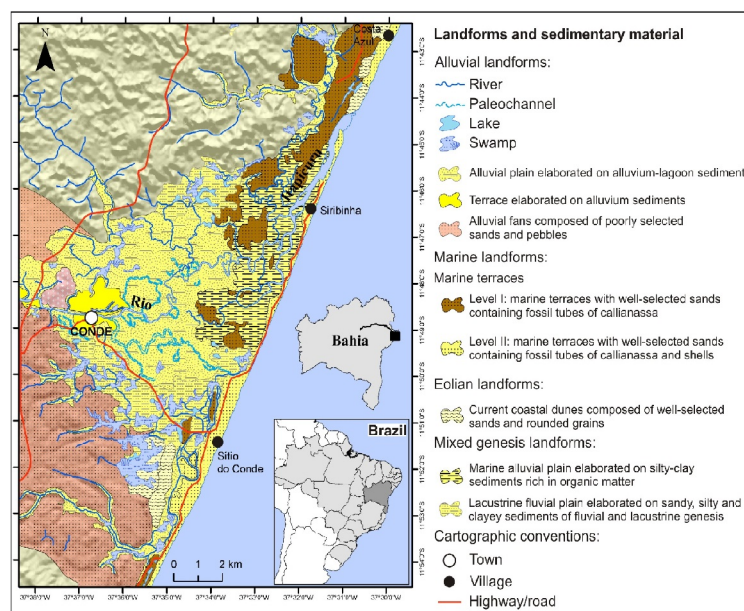 Costa
Azul
Itapicuru
Siribinha
Rio
CONDE
Bahia
Sítio
do Conde
Brazil
0 1 2 km
Landforms and sedimentary material
Alluvial landforms:
River
Paleochannel
Lake
Swamp
Alluvial plain elaborated on alluvium-lagoon sediment
Terrace elaborated on alluvium sediments
Alluvial fans composed of poorly selected
sands and pebbles
Marine landforms:
Marine terraces
Level I: marine terraces with well-selected sands
containing fossil tubes of callianassa
Level II: marine terraces with well-selected sands
containing fossil tubes of callianassa and shells
Eolian landforms:
Current coastal dunes composed of well-selected
sands and rounded grains
Mixed genesis landforms:
Marine alluvial plain elaborated on silty-clay
sediments rich in organic matter
Lacustrine fluvial plain elaborated on sandy, silty and
clayey sediments of fluvial and lacustrine genesis
Cartographic conventions:
Town
Village
Highway/road